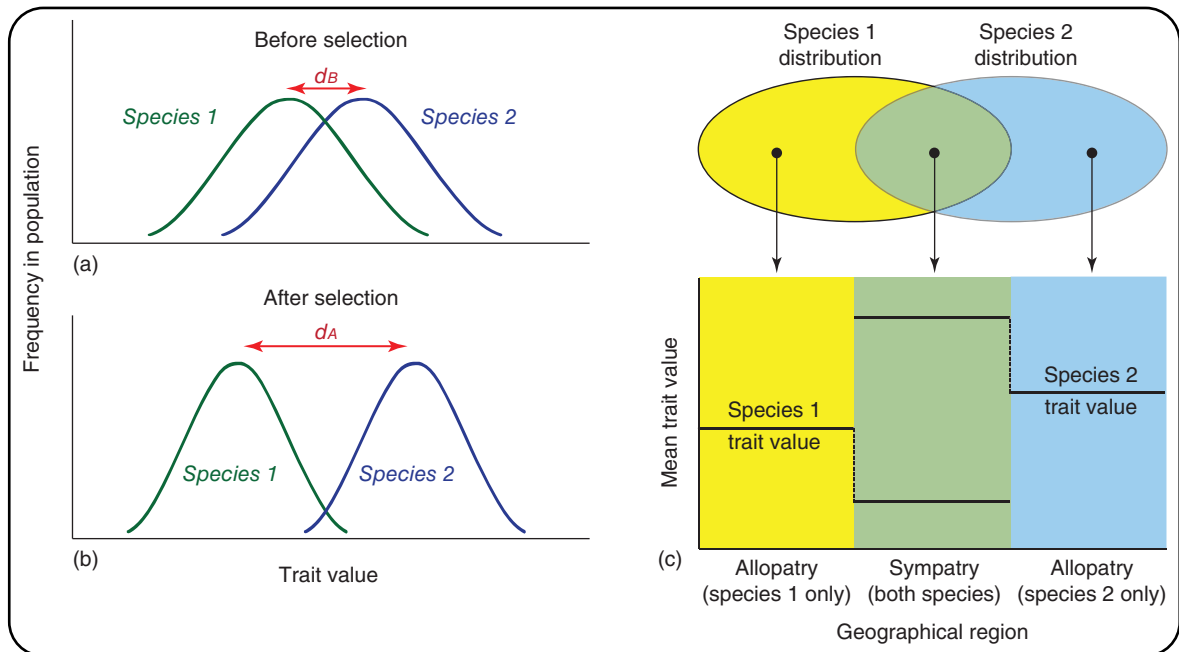 Before selection
dB
Species 1
Species 2
(a)
Frequency in population
After selection
dA
Species 1
Species 2
(b)
Trait value
Species 1
distribution
Species 2
distribution
Mean trait value
Species 1
trait value
Species 2
trait value
(c)
Allopatry
(species 1 only)
Sympatry
(both species)
Allopatry
(species 2 only)
Geographical region